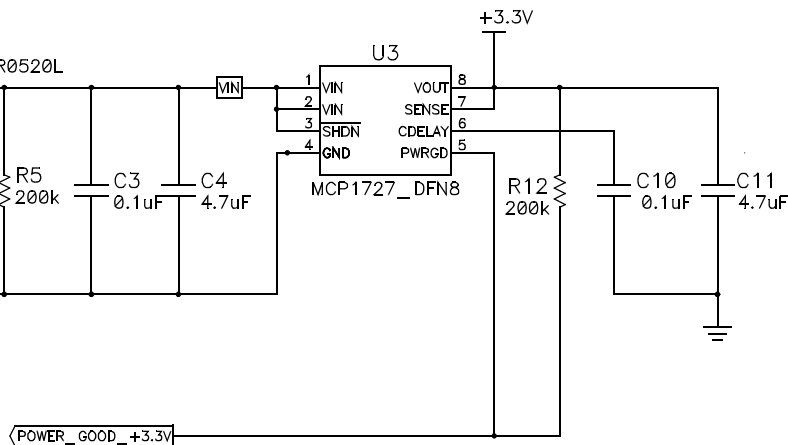 +3.3V
R0520L
U3
VIN
1 VIN VOUT 8
2 VIN SENSE 7
3 SHDN CDELAY 6
4 GND PWRGD 5
MCP1727_DFN8
R5
200k
C3
0.1uF
C4
4.7uF
R12
200k
C10
0.1uF
C11
4.7uF
POWER_GOOD_+3.3V